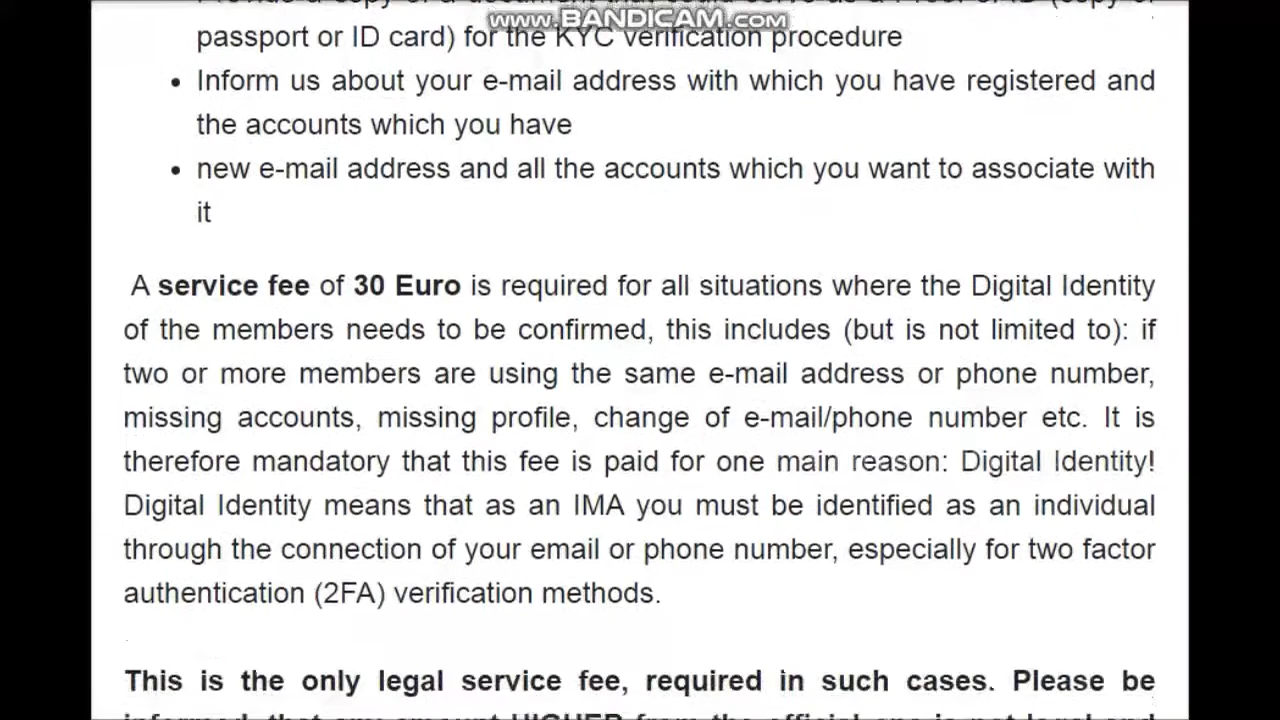 www.BANDICAM.com
passport or ID card) for the KYC verification procedure
• Inform us about your e-mail address with which you have registered and
the accounts which you have
• new e-mail address and all the accounts which you want to associate with
it
A service fee of 30 Euro is required for all situations where the Digital Identity
of the members needs to be confirmed, this includes (but is not limited to): if
two or more members are using the same e-mail address or phone number,
missing accounts, missing profile, change of e-mail/phone number etc. It is
therefore mandatory that this fee is paid for one main reason: Digital Identity!
Digital Identity means that as an IMA you must be identified as an individual
through the connection of your email or phone number, especially for two factor
authentication (2FA) verification methods.
This is the only legal service fee, required in such cases. Please be